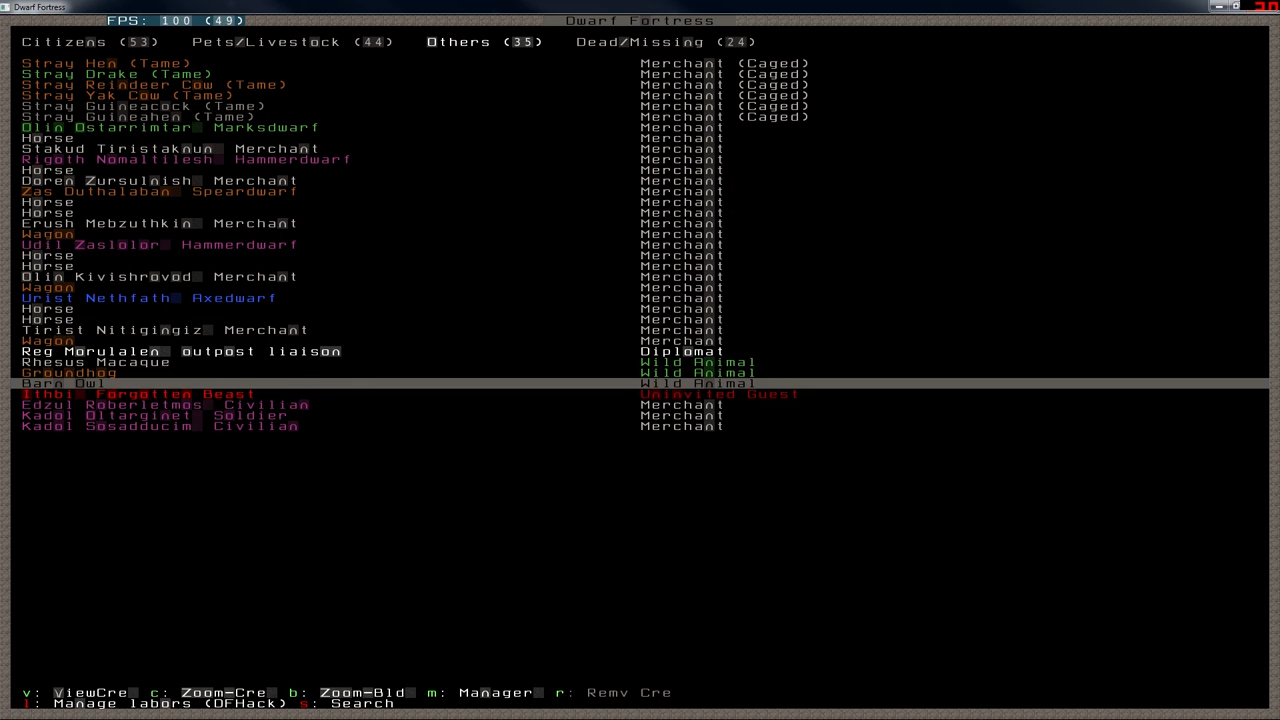 Dwarf Fortress
FPS: 100 (49) Dwarf Fortress
Citizens (53) Pets/Livestock (44) Others (35) Dead/Missing (24)
Stray Hen (Tame) Merchant (Caged)
Stray Drake (Tame) Merchant (Caged)
Stray Reindeer Cow (Tame) Merchant (Caged)
Stray Yak Cow (Tame) Merchant (Caged)
Stray Guineacock (Tame) Merchant (Caged)
Stray Guineahen (Tame) Merchant (Caged)
Olin Ostarrimtar Marksdwarf Merchant
Horse Merchant
Stakud Tiristaknun Merchant Merchant
Rigoth Nomaltilesh Hammerdwarf Merchant
Horse Merchant
Doren Zursulnish Merchant Merchant
Zas Duthalaban Speardwarf Merchant
Horse Merchant
Horse Merchant
Erush Mebzuthkin Merchant Merchant
Wagon Merchant
Udil Zaslolor Hammerdwarf Merchant
Horse Merchant
Horse Merchant
Olin Kivishrovod Merchant Merchant
Wagon Merchant
Urist Nethfath Axedwarf Merchant
Horse Merchant
Horse Merchant
Tirist Nitigingiz Merchant Merchant
Wagon Merchant
Reg Morulalen outpost liaison Diplomat
Rhesus Macaque Wild Animal
Groundhog Wild Animal
Barn Owl Wild Animal
Ithbi Forgotten Beast Uninvited Guest
Edzul Roberletmos Civilian Merchant
Kadol Oltarginet Soldier Merchant
Kadol Sosadducim Civilian Merchant
v: ViewCre c: Zoom-Cre b: Zoom-Bld m: Manager r: Remv Cre
l: Manage labors (DFHack) s: Search